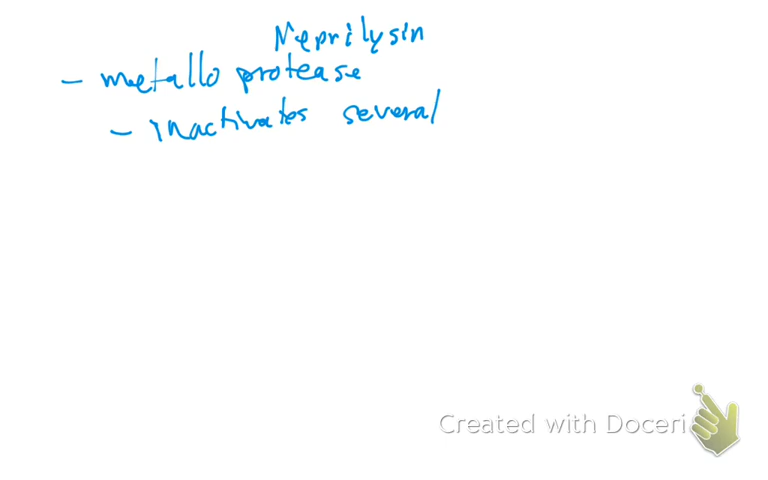 Neprilysin
- metallo protease
- inactivates several
Created with Doceri